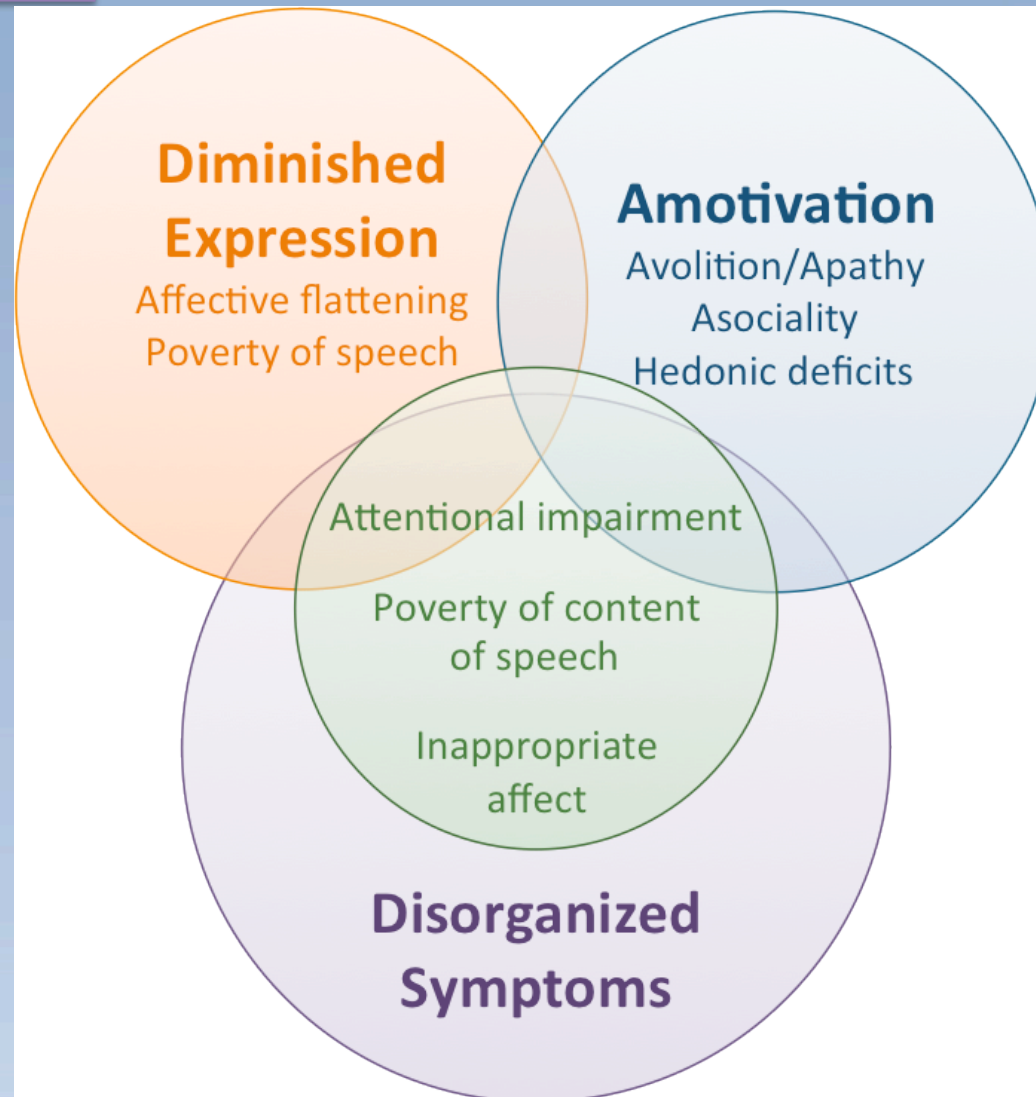 Diminished
Expression
Affective flattening
Poverty of speech
Amotivation
Avolition/Apathy
Asociality
Hedonic deficits
Attentional impairment
Poverty of content
of speech
Inappropriate
affect
Disorganized
Symptoms